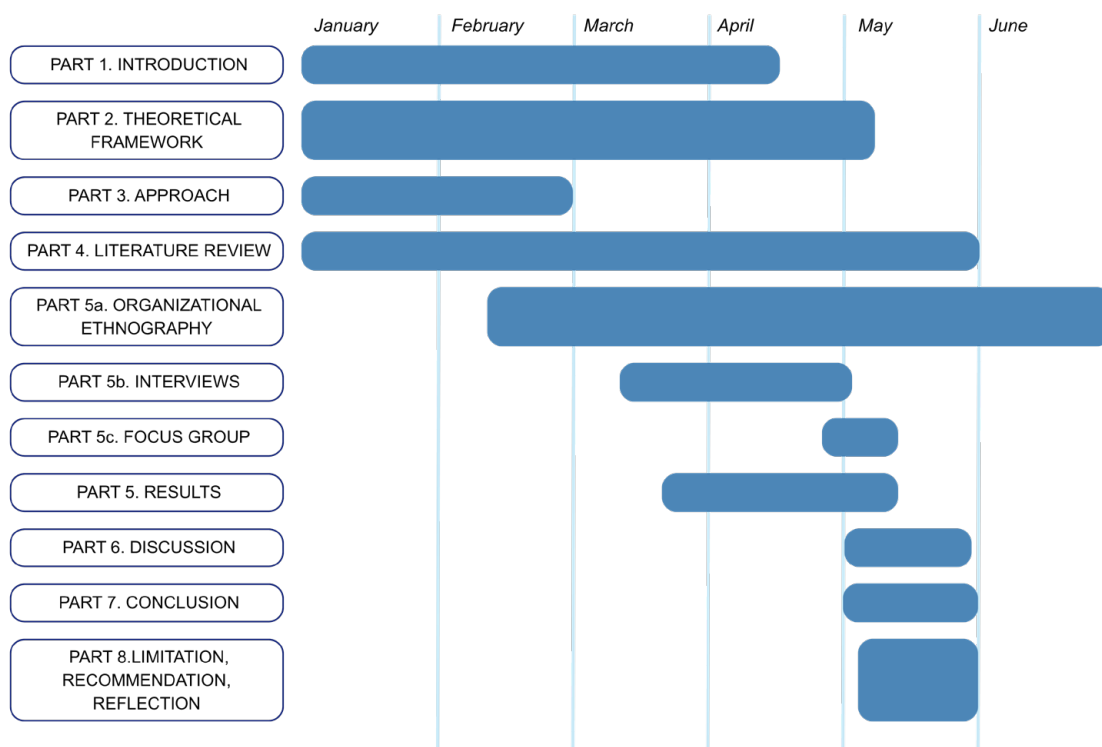 January February March April May June
PART 1. INTRODUCTION
PART 2. THEORETICAL
FRAMEWORK
PART 3. APPROACH
PART 4. LITERATURE REVIEW
PART 5a. ORGANIZATIONAL
ETHNOGRAPHY
PART 5b. INTERVIEWS
PART 5c. FOCUS GROUP
PART 5. RESULTS
PART 6. DISCUSSION
PART 7. CONCLUSION
PART 8.LIMITATION,
RECOMMENDATION,
REFLECTION